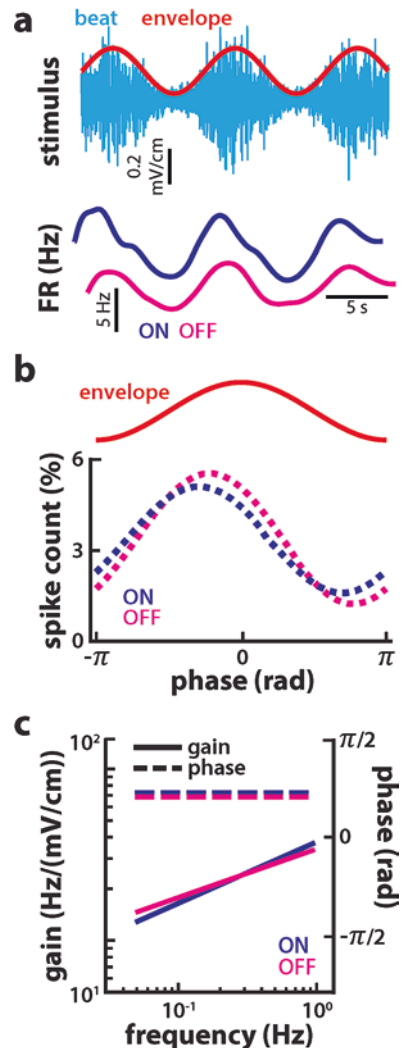 a
beat envelope
stimulus
0.2
mV/cm
FR (Hz)
5 Hz
ON OFF
5 s
b
envelope
spike count (%)
6
3
0
ON
OFF
-π 0 π
phase (rad)
c
gain (Hz/(mV/cm))
10²
10¹
gain
phase
π/2
0
-π/2
phase (rad)
ON
OFF
10⁻¹ 10⁰
frequency (Hz)